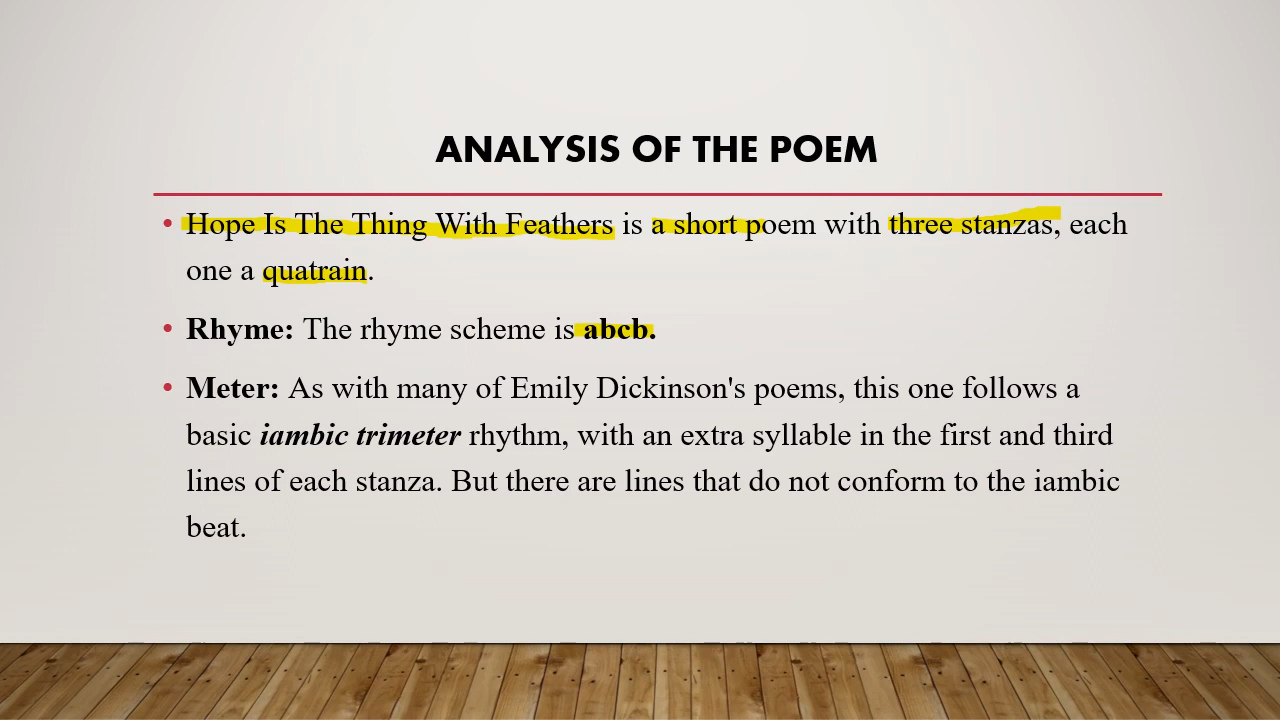 ANALYSIS OF THE POEM
• Hope Is The Thing With Feathers is a short poem with three stanzas, each
one a quatrain.
• Rhyme: The rhyme scheme is abcb.
• Meter: As with many of Emily Dickinson's poems, this one follows a
basic iambic trimeter rhythm, with an extra syllable in the first and third
lines of each stanza. But there are lines that do not conform to the iambic
beat.